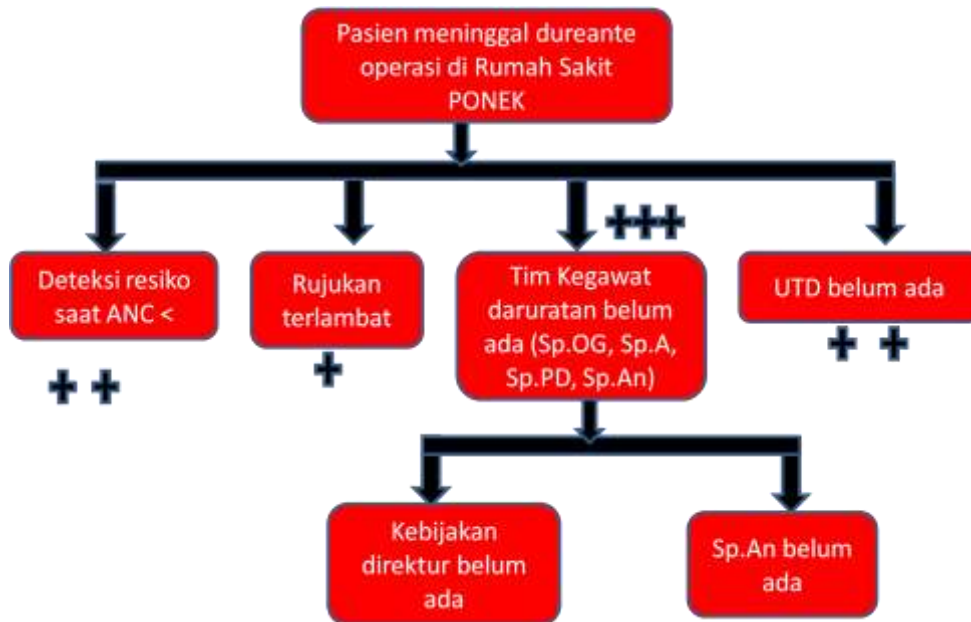 Pasien meninggal dureante
operasi di Rumah Sakit
PONEK
Deteksi resiko
saat ANC <
Rujukan
terlambat
Tim Kegawat
daruratan belum
ada (Sp.OG, Sp.A,
Sp.PD, Sp.An)
UTD belum ada
Kebijakan
direktur belum
ada
Sp.An belum
ada